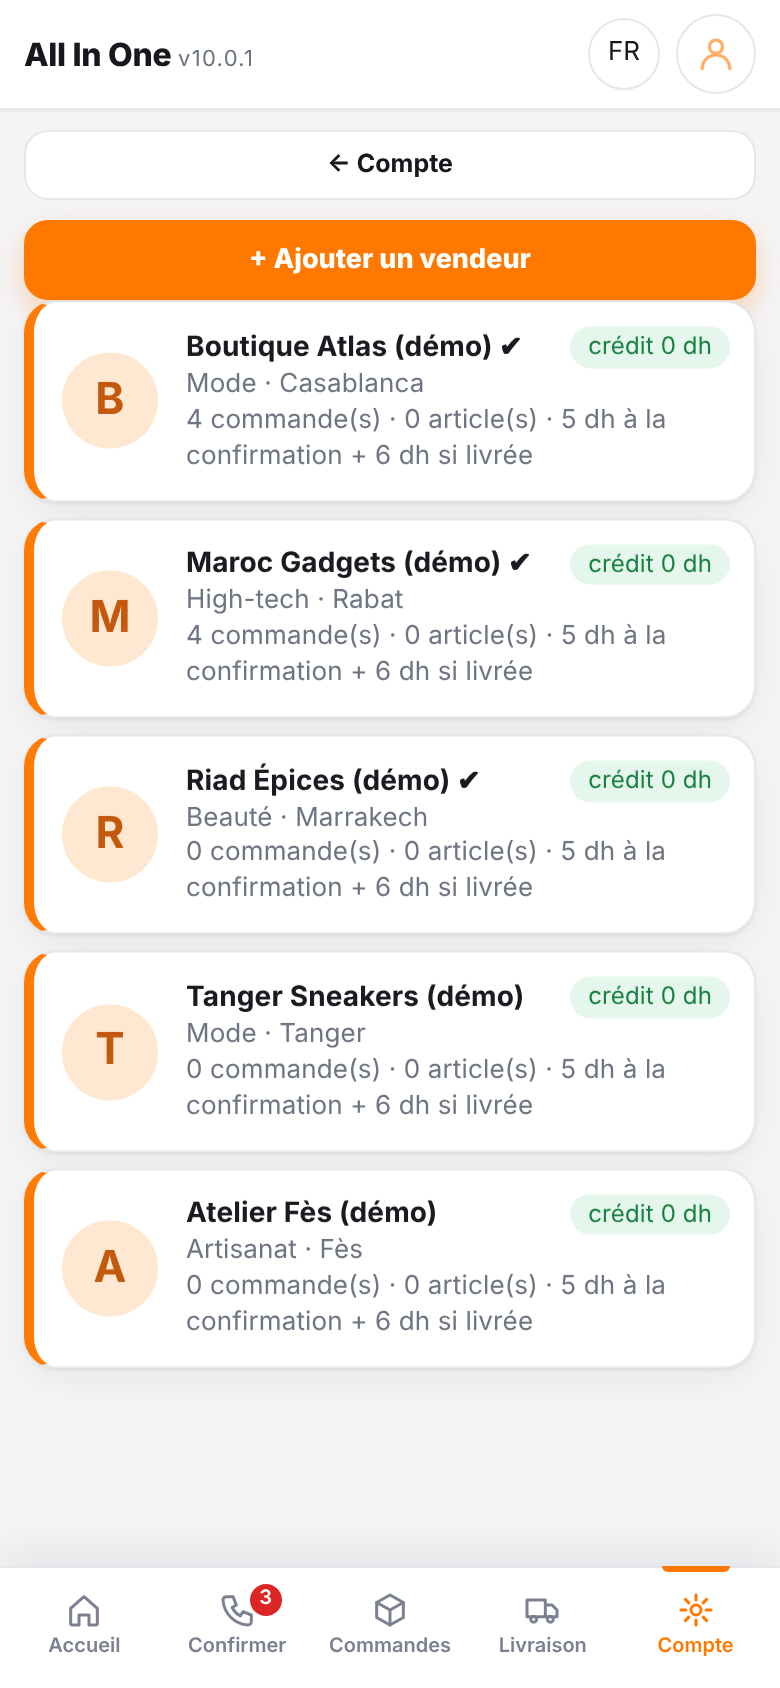 All In One v10.0.1
FR
← Compte
+ Ajouter un vendeur
B
Boutique Atlas (démo) ✔
crédit 0 dh
Mode · Casablanca
4 commande(s) · 0 article(s) · 5 dh à la
confirmation + 6 dh si livrée
M
Maroc Gadgets (démo) ✔
crédit 0 dh
High-tech · Rabat
4 commande(s) · 0 article(s) · 5 dh à la
confirmation + 6 dh si livrée
R
Riad Épices (démo) ✔
crédit 0 dh
Beauté · Marrakech
0 commande(s) · 0 article(s) · 5 dh à la
confirmation + 6 dh si livrée
T
Tanger Sneakers (démo)
crédit 0 dh
Mode · Tanger
0 commande(s) · 0 article(s) · 5 dh à la
confirmation + 6 dh si livrée
A
Atelier Fès (démo)
crédit 0 dh
Artisanat · Fès
0 commande(s) · 0 article(s) · 5 dh à la
confirmation + 6 dh si livrée
3
Accueil
Confirmer
Commandes
Livraison
Compte